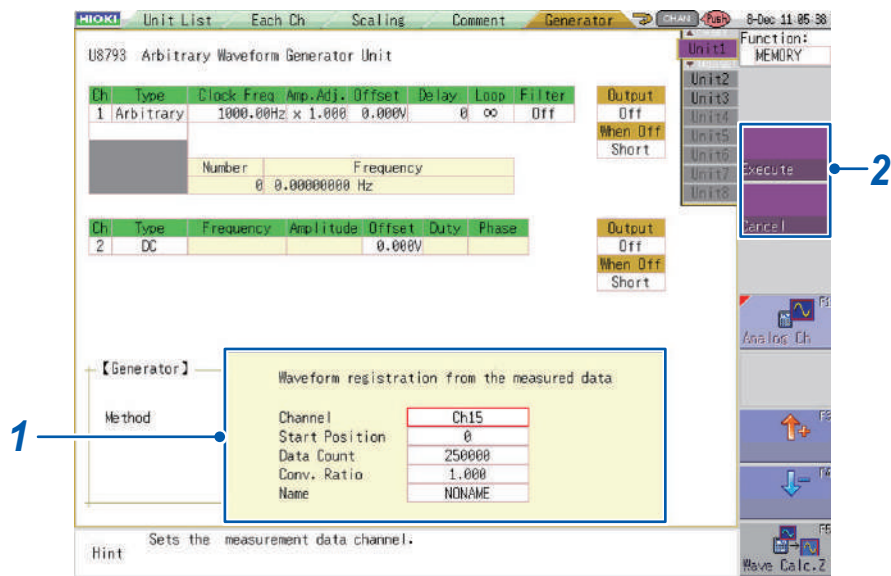 HIOKI Unit List Each Ch Scaling Comment Generator CHAN Push 8-Dec 11 05 38
Function:
MEMORY
U8793 Arbitrary Waveform Generator Unit
Unit1
Unit2
Unit3
Unit4
Unit5
Unit6
Unit7
Unit8
Ch Type Clock Freq Amp.Adj. Offset Delay Loop Filter Output
1 Arbitrary 1000.00Hz x 1.000 0.000V 0 ∞ Off Off
When Off
Short
Number Frequency
0 0.00000000 Hz
Execute
Cancel
2
Ch Type Frequency Amplitude Offset Duty Phase Output
2 DC 0.000V Off
When Off
Short
F1
Analog Ch
【Generator】
Method
1
Waveform registration from the measured data
Channel Ch15
Start Position 0
Data Count 250000
Conv. Ratio 1.000
Name NONAME
F3
F4
F5
Wave Calc.Z
Hint Sets the measurement data channel.